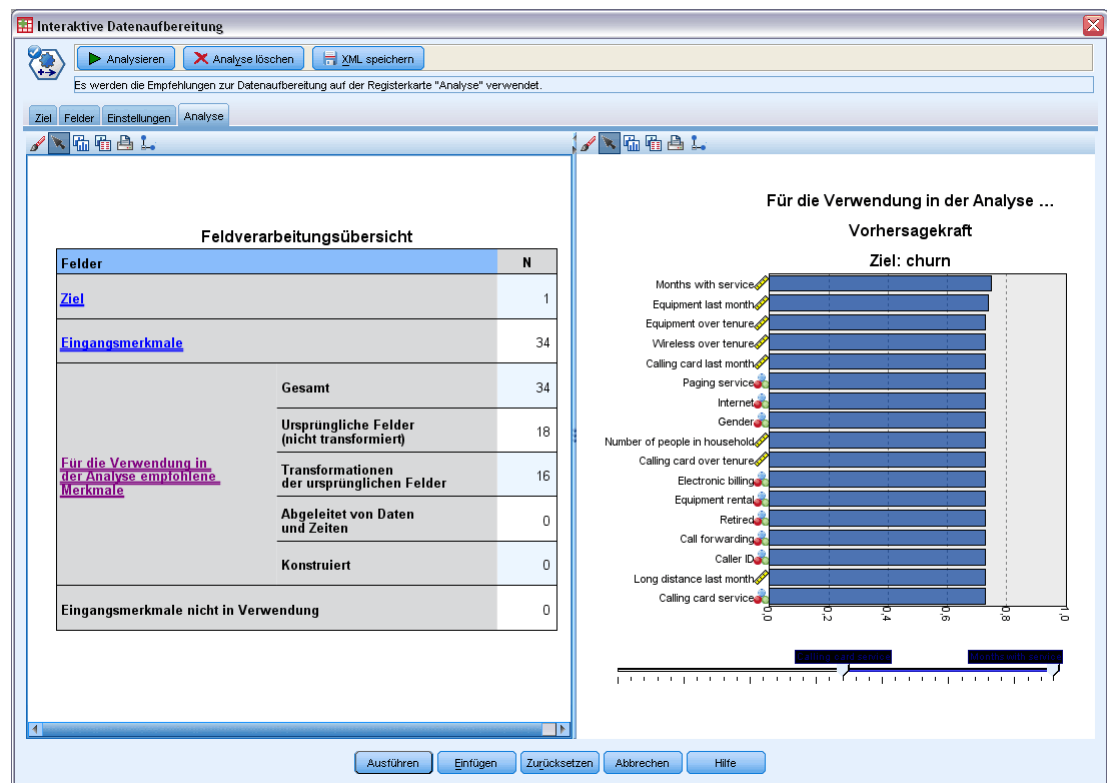 Interaktive Datenaufbereitung
Analysieren
Analyse löschen
XML speichern
Es werden die Empfehlungen zur Datenaufbereitung auf der Registerkarte "Analyse" verwendet.
Ziel
Felder
Einstellungen
Analyse
Feldverarbeitungsübersicht
Felder N
Ziel 1
Eingangsmerkmale 34
Für die Verwendung in
der Analyse empfohlene
Merkmale
Gesamt 34
Ursprüngliche Felder
(nicht transformiert) 18
Transformationen
der ursprünglichen Felder 16
Abgeleitet von Daten
und Zeiten 0
Konstruiert 0
Eingangsmerkmale nicht in Verwendung 0
Für die Verwendung in der Analyse ...
Vorhersagekraft
Ziel: churn
Months with service
Equipment last month
Equipment over tenure
Wireless over tenure
Calling card last month
Paging service
Internet
Gender
Number of people in household
Calling card over tenure
Electronic billing
Equipment rental
Retired
Call forwarding
Caller ID
Long distance last month
Calling card service
0,0 0,2 0,4 0,6 0,8 1,0
Ausführen
Einfügen
Zurücksetzen
Abbrechen
Hilfe